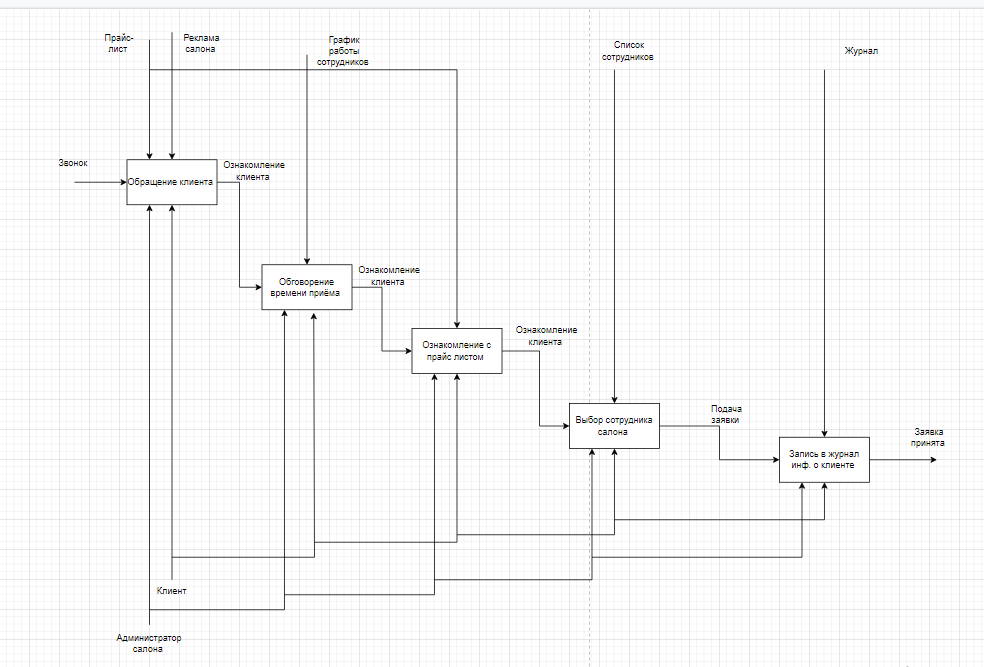 Прайс-
лист
Реклама
салона
График
работы
сотрудников
Список
сотрудников
Журнал
Звонок
Обращение клиента
Ознакомление
клиента
Обговорение
времени приёма
Ознакомление
клиента
Ознакомление с
прайс листом
Ознакомление
клиента
Выбор сотрудника
салона
Подача
заявки
Запись в журнал
инф. о клиенте
Заявка
принята
Клиент
Администратор
салона